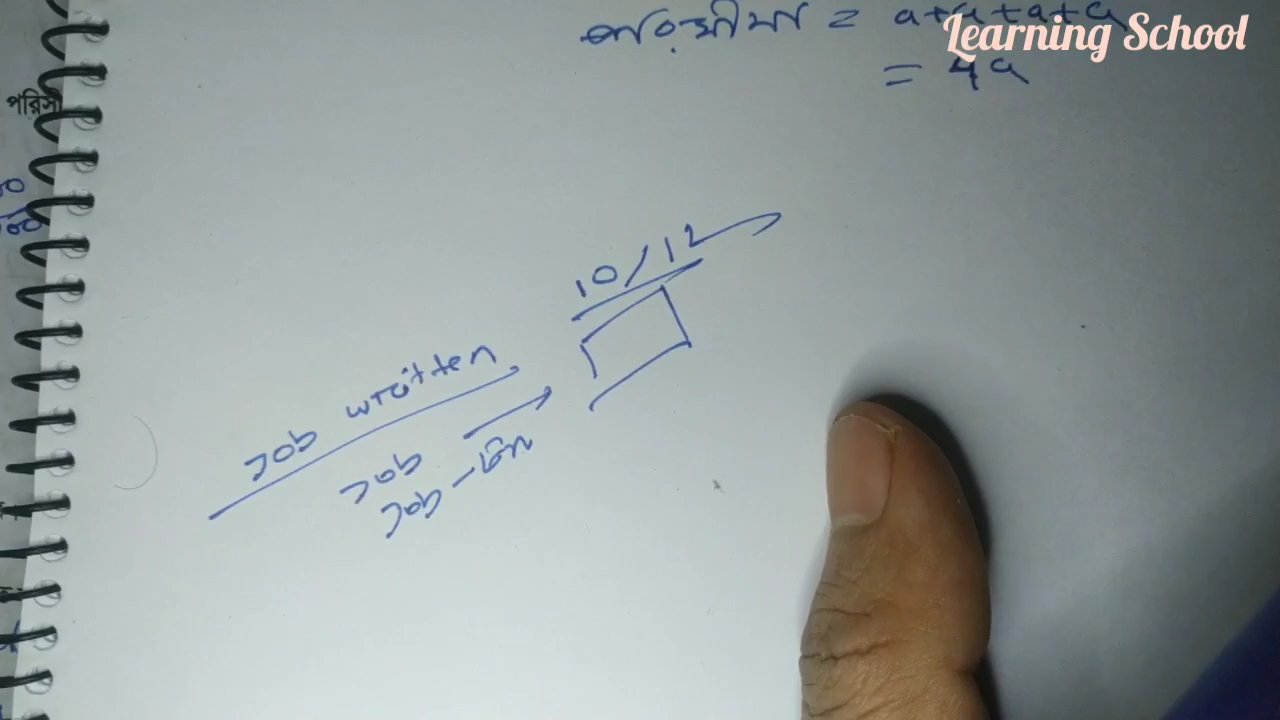 পরিসীমা = a+a+a+a
Learning School
= 4a
পরিসী
10/12
Job written
Job
Job -